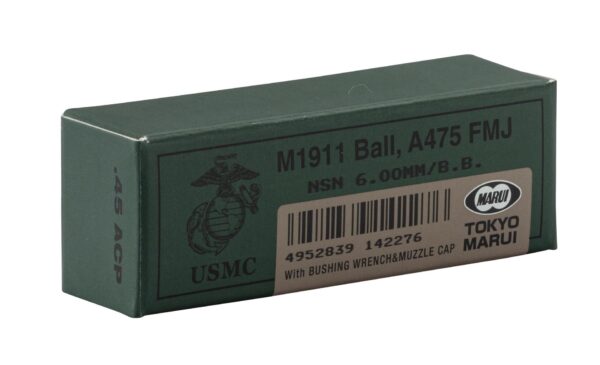 .45 ACP
M1911 Ball, A475 FMJ
NSN 6.00MM/B.B.
USMC
4952839 142276
With BUSHING WRENCH&MUZZLE CAP
MARUI
TOKYO
MARUI